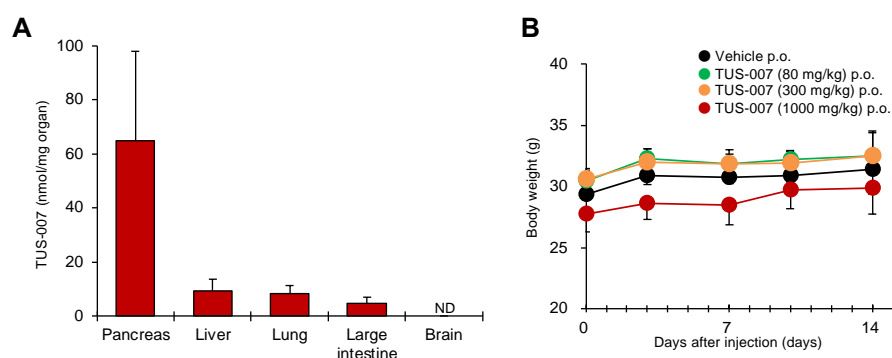 A
TUS-007 (nmol/mg organ)
100
80
60
40
20
0
ND
Pancreas
Liver
Lung
Large
intestine
Brain
B
Vehicle p.o.
TUS-007 (80 mg/kg) p.o.
TUS-007 (300 mg/kg) p.o.
TUS-007 (1000 mg/kg) p.o.
Body weight (g)
40
35
30
25
20
0
7
14
Days after injection (days)